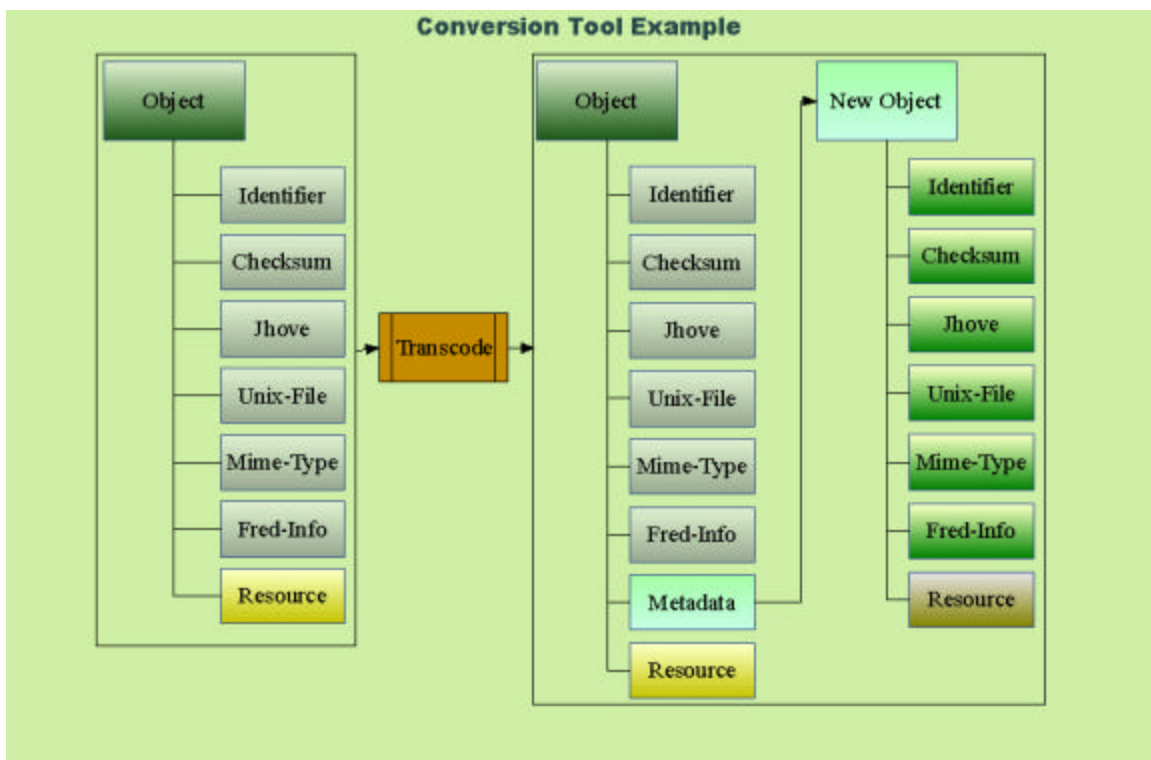 Conversion Tool Example
Object
Identifier
Checksum
Jhove
Unix-File
Mime-Type
Fred-Info
Resource
Transcode
Object
Identifier
Checksum
Jhove
Unix-File
Mime-Type
Fred-Info
Metadata
Resource
New Object
Identifier
Checksum
Jhove
Unix-File
Mime-Type
Fred-Info
Resource